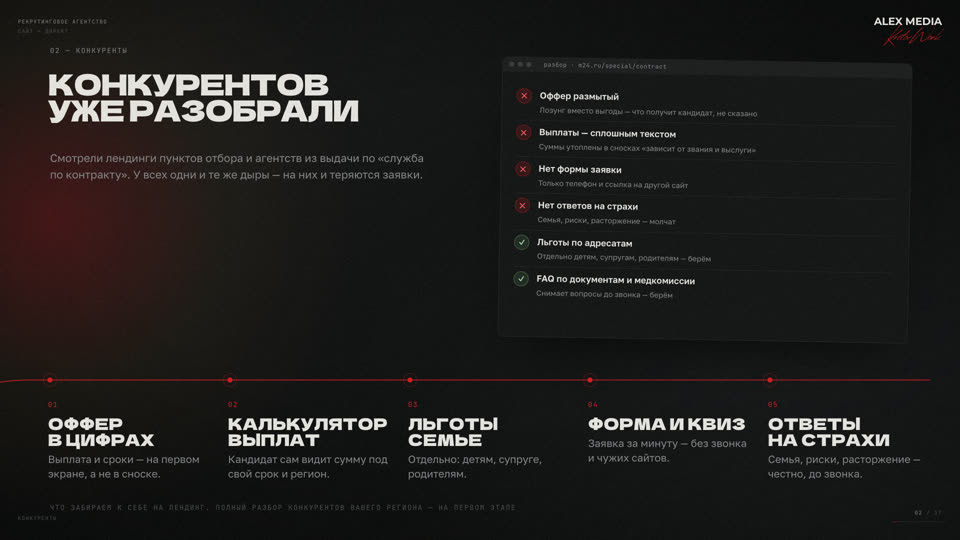 РЕКРУТИНГОВОЕ АГЕНТСТВО
САЙТ + ДИРЕКТ
ALEX MEDIA
02 — КОНКУРЕНТЫ
КОНКУРЕНТОВ
УЖЕ РАЗОБРАЛИ
Смотрели лендинги пунктов отбора и агентств из выдачи по «служба
по контракту». У всех одни и те же дыры — на них и теряются заявки.
разбор · m24.ru/special/contract
Оффер размытый
Лозунг вместо выгоды — что получит кандидат, не сказано
Выплаты — сплошным текстом
Суммы утоплены в сносках «зависит от звания и выслуги»
Нет формы заявки
Только телефон и ссылка на другой сайт
Нет ответов на страхи
Семья, риски, расторжение — молчат
Льготы по адресатам
Отдельно детям, супругам, родителям — берём
FAQ по документам и медкомиссии
Снимает вопросы до звонка — берём
01
ОФФЕР
В ЦИФРАХ
Выплата и сроки — на первом
экране, а не в сноске.
02
КАЛЬКУЛЯТОР
ВЫПЛАТ
Кандидат сам видит сумму под
свой срок и регион.
03
ЛЬГОТЫ
СЕМЬЕ
Отдельно: детям, супруге,
родителям.
04
ФОРМА И КВИЗ
Заявка за минуту — без звонка
и чужих сайтов.
05
ОТВЕТЫ
НА СТРАХИ
Семья, риски, расторжение —
честно, до звонка.
ЧТО ЗАБИРАЕМ К СЕБЕ НА ЛЕНДИНГ. ПОЛНЫЙ РАЗБОР КОНКУРЕНТОВ ВАШЕГО РЕГИОНА — НА ПЕРВОМ ЭТАПЕ
КОНКУРЕНТЫ
02 / 17